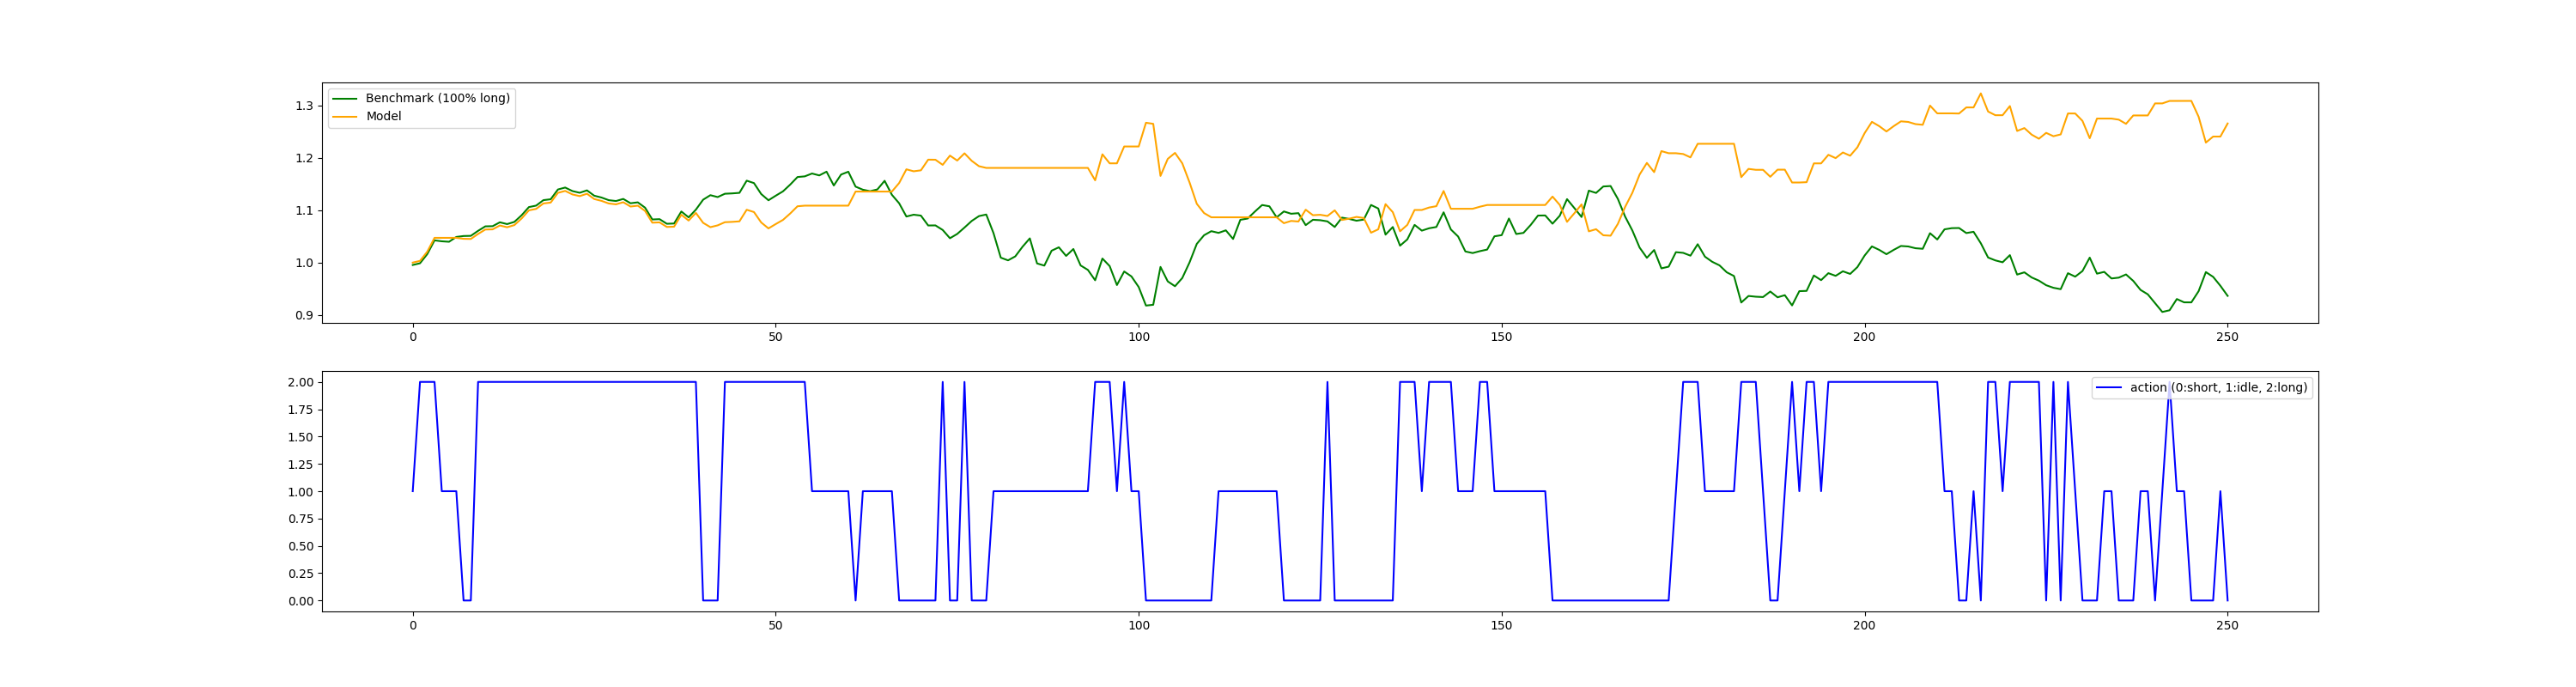 Benchmark (100% long)
Model
1.3
1.2
1.1
1.0
0.9
0 50 100 150 200 250
action (0:short, 1:idle, 2:long)
2.00
1.75
1.50
1.25
1.00
0.75
0.50
0.25
0.00
0 50 100 150 200 250